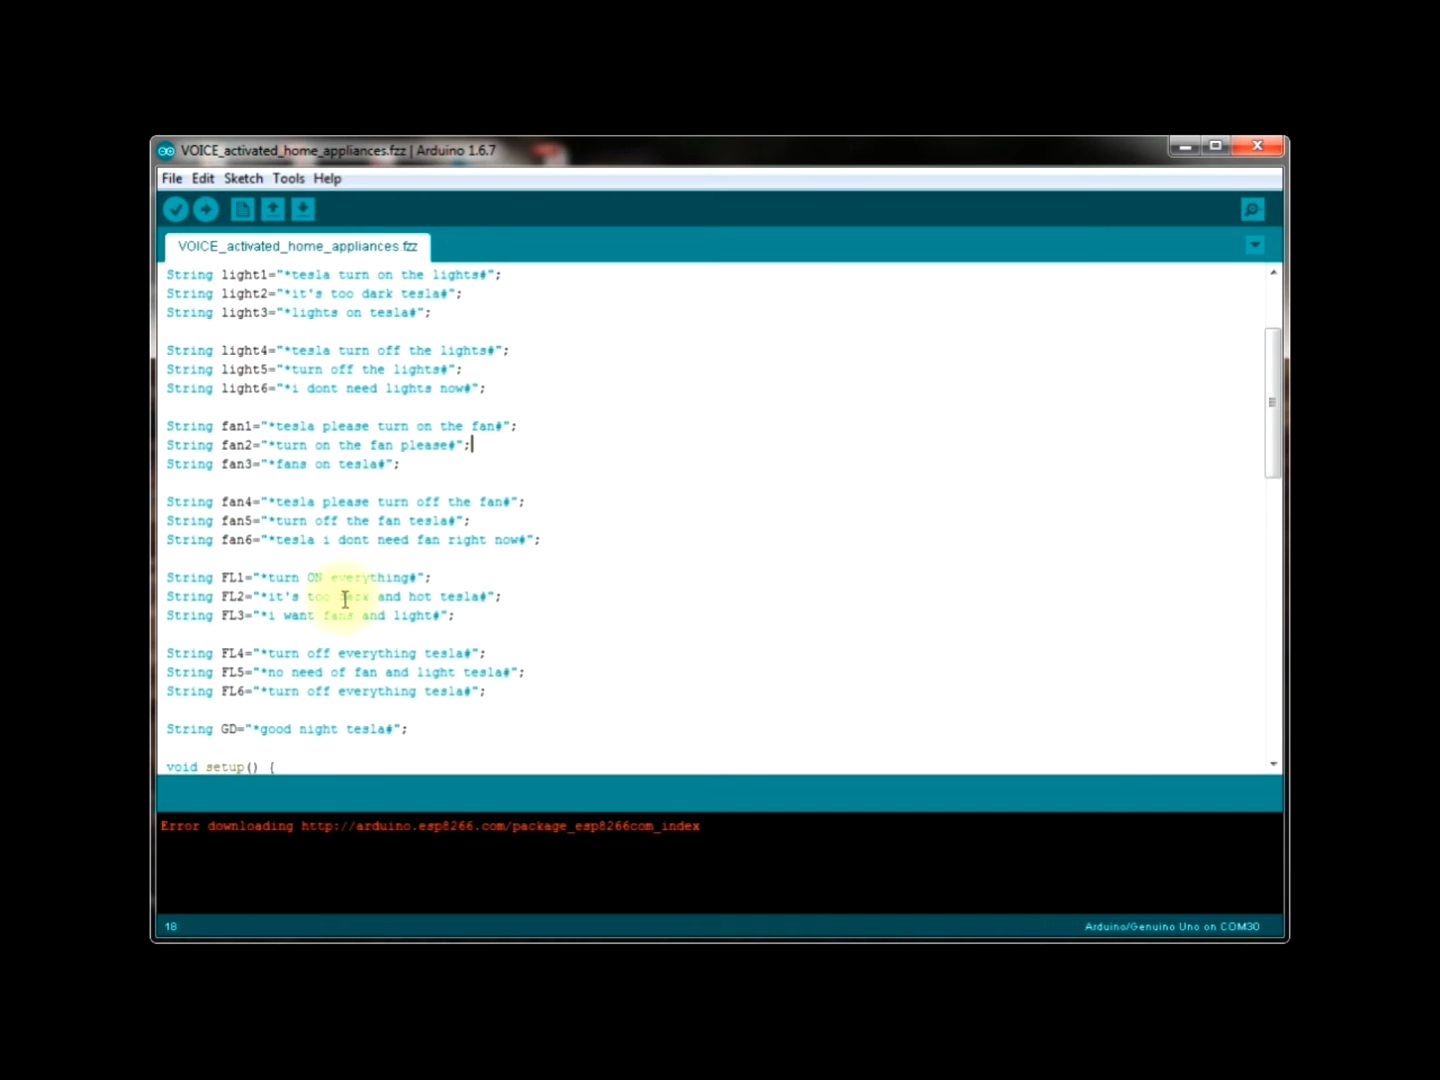 VOICE_activated_home_appliances.fzz | Arduino 1.6.7
File Edit Sketch Tools Help
VOICE_activated_home_appliances.fzz
String light1="*tesla turn on the lights#";
String light2="*it's too dark tesla#";
String light3="*lights on tesla#";
String light4="*tesla turn off the lights#";
String light5="*turn off the lights#";
String light6="*i dont need lights now#";
String fan1="*tesla please turn on the fan#";
String fan2="*turn on the fan please#";
String fan3="*fans on tesla#";
String fan4="*tesla please turn off the fan#";
String fan5="*turn off the fan tesla#";
String fan6="*tesla i dont need fan right now#";
String FL1="*turn ON everything#";
String FL2="*it's too dark and hot tesla#";
String FL3="*i want fans and light#";
String FL4="*turn off everything tesla#";
String FL5="*no need of fan and light tesla#";
String FL6="*turn off everything tesla#";
String GD="*good night tesla#";
void setup() {
Error downloading http://arduino.esp8266.com/package_esp8266com_index
18
Arduino/Genuino Uno on COM30